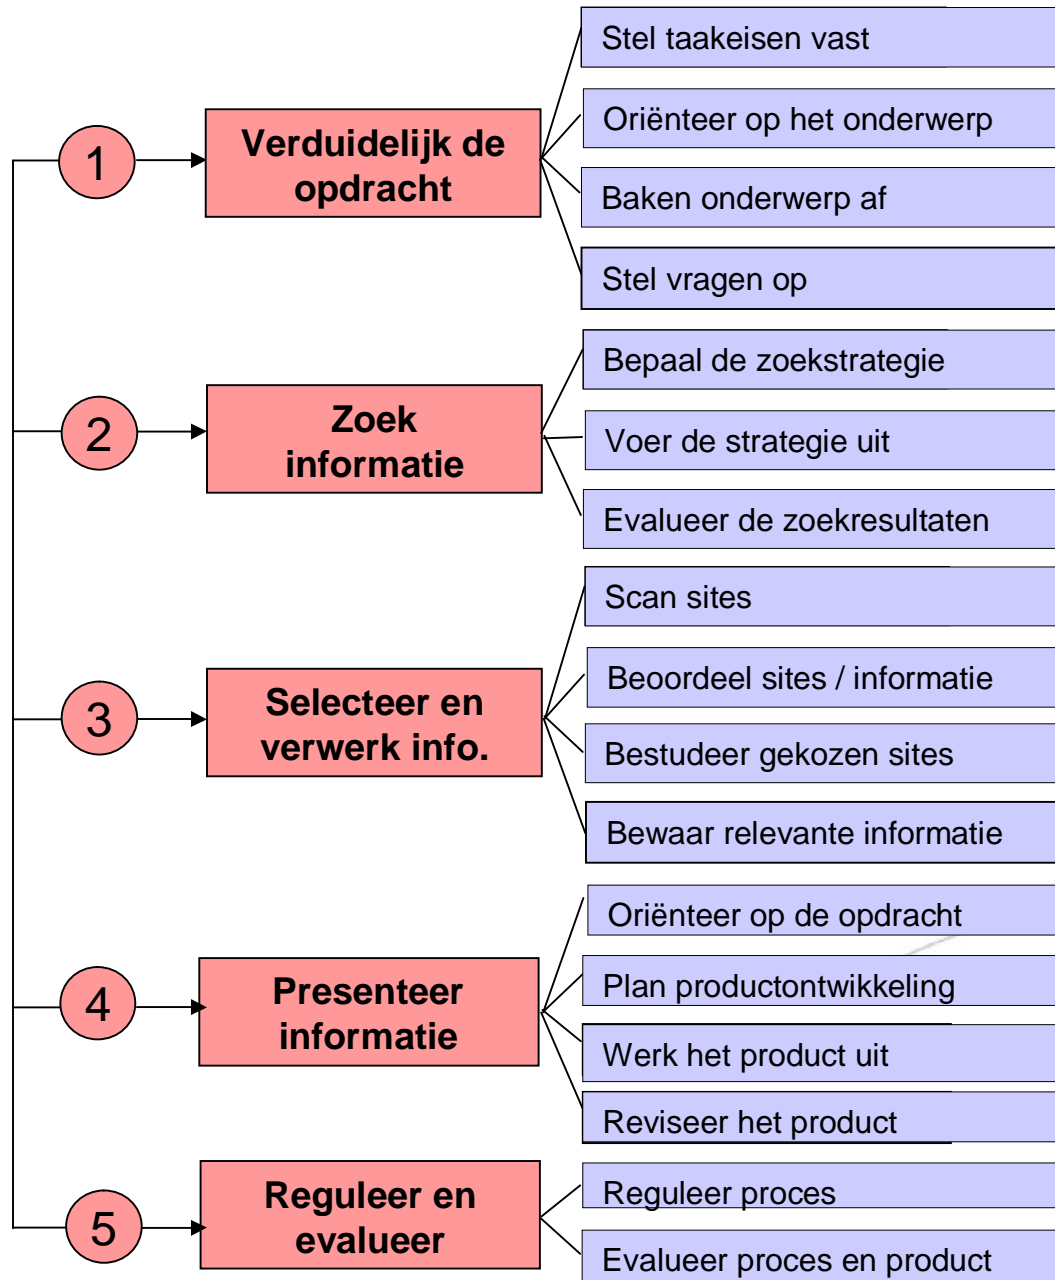 1
Verduidelijk de
opdracht
Stel taakeisen vast
Oriënteer op het onderwerp
Baken onderwerp af
Stel vragen op
2
Zoek
informatie
Bepaal de zoekstrategie
Voer de strategie uit
Evalueer de zoekresultaten
3
Selecteer en
verwerk info.
Scan sites
Beoordeel sites / informatie
Bestudeer gekozen sites
Bewaar relevante informatie
4
Presenteer
informatie
Oriënteer op de opdracht
Plan productontwikkeling
Werk het product uit
Reviseer het product
5
Reguleer en
evalueer
Reguleer proces
Evalueer proces en product